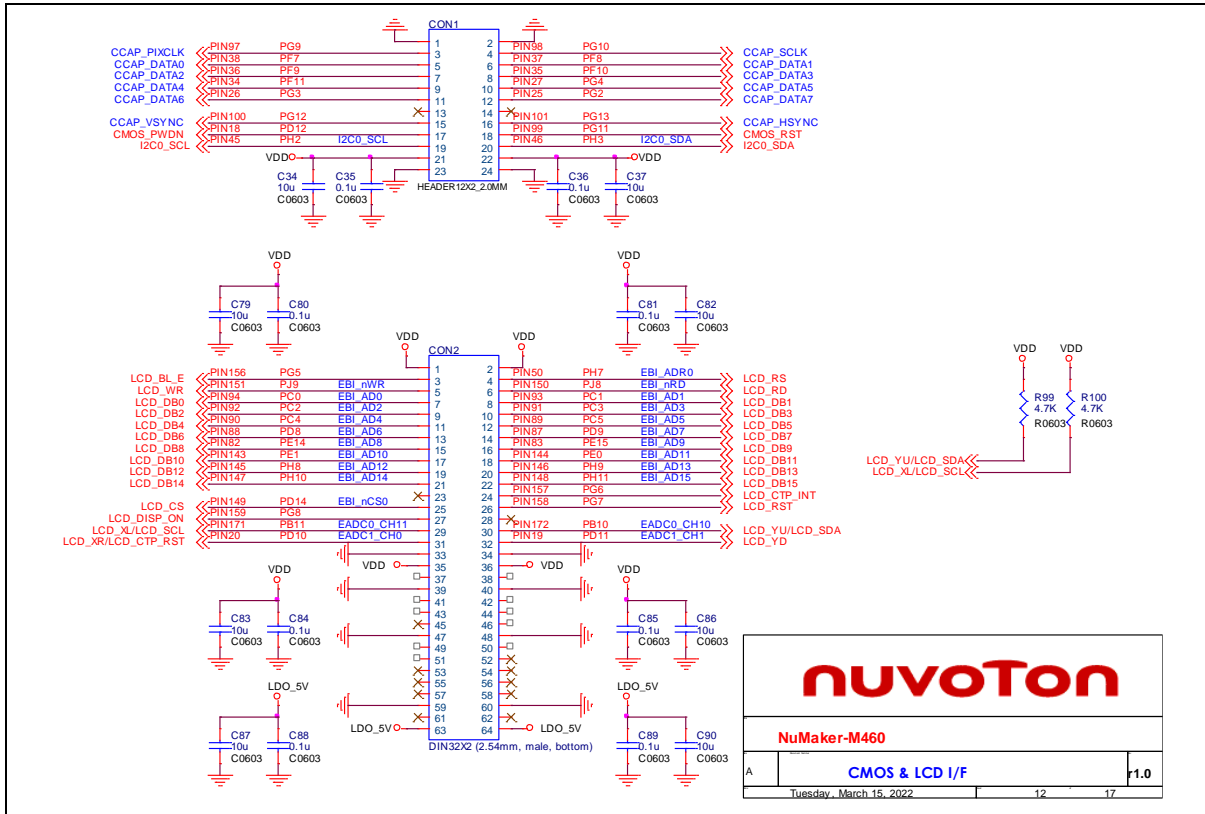 CON1
1 2
CCAP_PIXCLK PIN97 PG9 3 4 PIN98 PG10 CCAP_SCLK
CCAP_DATA0 PIN38 PF7 5 6 PIN37 PF8 CCAP_DATA1
CCAP_DATA2 PIN36 PF9 7 8 PIN35 PF10 CCAP_DATA3
CCAP_DATA4 PIN34 PF11 9 10 PIN27 PG4 CCAP_DATA5
CCAP_DATA6 PIN26 PG3 11 12 PIN25 PG2 CCAP_DATA7
13 14
CCAP_VSYNC PIN100 PG12 15 16 PIN101 PG13 CCAP_HSYNC
CMOS_PWDN PIN18 PD12 17 18 PIN99 PG11 CMOS_RST
I2C0_SCL PIN45 PH2 I2C0_SCL 19 20 PIN46 PH3 I2C0_SDA I2C0_SDA
VDD 21 22 VDD
23 24
HEADER12X2_2.0MM
C34 C35 C36 C37
10u 0.1u 0.1u 10u
C0603 C0603 C0603 C0603
VDD VDD
C79 C80 C81 C82
10u 0.1u 0.1u 10u
C0603 C0603 C0603 C0603
VDD VDD
CON2
1 2
LCD_BL_E PIN156 PG5 3 4 PIN50 PH7 EBI_ADR0 LCD_RS
LCD_WR PIN151 PJ9 EBI_nWR 5 6 PIN150 PJ8 EBI_nRD LCD_RD
LCD_DB0 PIN94 PC0 EBI_AD0 7 8 PIN93 PC1 EBI_AD1 LCD_DB1
LCD_DB2 PIN92 PC2 EBI_AD2 9 10 PIN91 PC3 EBI_AD3 LCD_DB3
LCD_DB4 PIN90 PC4 EBI_AD4 11 12 PIN89 PC5 EBI_AD5 LCD_DB5
LCD_DB6 PIN88 PD8 EBI_AD6 13 14 PIN87 PD9 EBI_AD7 LCD_DB7
LCD_DB8 PIN82 PE14 EBI_AD8 15 16 PIN83 PE15 EBI_AD9 LCD_DB9
LCD_DB10 PIN143 PE1 EBI_AD10 17 18 PIN144 PE0 EBI_AD11 LCD_DB11
LCD_DB12 PIN145 PH8 EBI_AD12 19 20 PIN146 PH9 EBI_AD13 LCD_DB13
LCD_DB14 PIN147 PH10 EBI_AD14 21 22 PIN148 PH11 EBI_AD15 LCD_DB15
23 24 PIN157 PG6 LCD_CTP_INT
LCD_CS PIN149 PD14 EBI_nCS0 25 26 PIN158 PG7 LCD_RST
LCD_DISP_ON PIN159 PG8 27 28
LCD_XL/LCD_SCL PIN171 PB11 EADC0_CH11 29 30 PIN172 PB10 EADC0_CH10 LCD_YU/LCD_SDA
LCD_XR/LCD_CTP_RST PIN20 PD10 EADC1_CH0 31 32 PIN19 PD11 EADC1_CH1 LCD_YD
33 34
VDD 35 36 VDD
37 38
39 40
41 42
43 44
45 46
47 48
49 50
51 52
53 54
55 56
57 58
59 60
61 62
LDO_5V 63 64 LDO_5V
DIN32X2 (2.54mm, male, bottom)
VDD VDD
R99 R100
4.7K 4.7K
R0603 R0603
LCD_YU/LCD_SDA
LCD_XL/LCD_SCL
VDD VDD
C83 C84 C85 C86
10u 0.1u 0.1u 10u
C0603 C0603 C0603 C0603
LDO_5V LDO_5V
C87 C88 C89 C90
10u 0.1u 0.1u 10u
C0603 C0603 C0603 C0603
nuvoTon
NuMaker-M460
A CMOS & LCD I/F r1.0
Tuesday, March 15, 2022 12 17